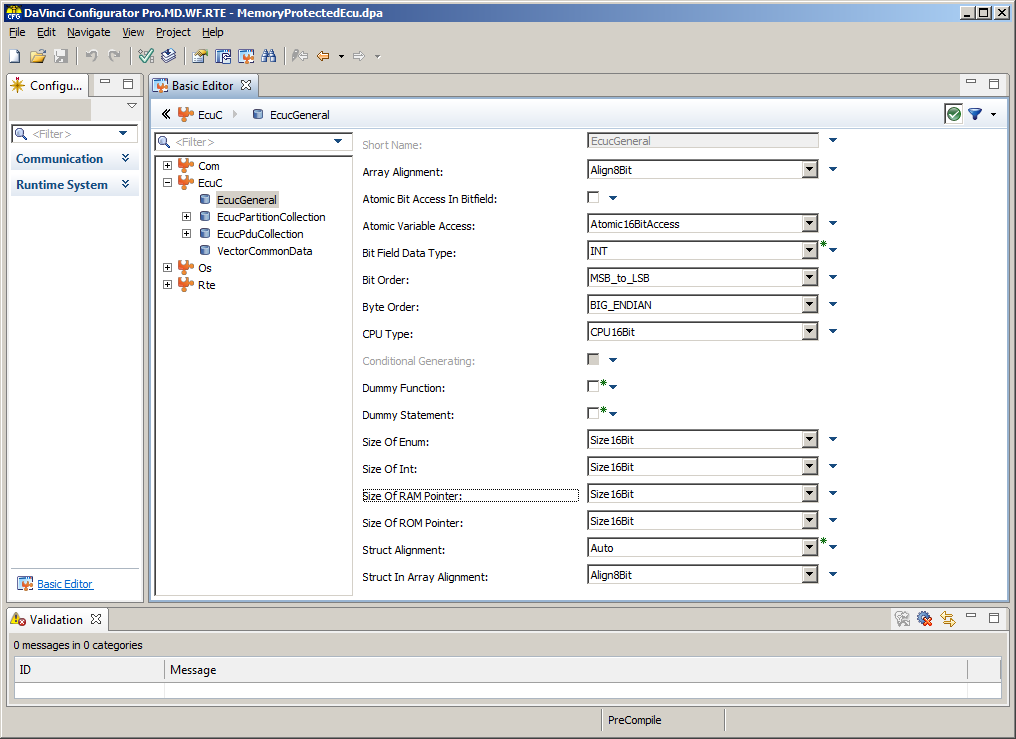 DaVinci Configurator Pro.MD.WF.RTE - MemoryProtectedEcu.dpa
File Edit Navigate View Project Help
Configu...
Basic Editor
EcuC EcucGeneral
<Filter>
Communication
Runtime System
Basic Editor
<Filter>
Com
EcuC
EcucGeneral
EcucPartitionCollection
EcucPduCollection
VectorCommonData
Os
Rte
Short Name: EcucGeneral
Array Alignment: Align8Bit
Atomic Bit Access In Bitfield:
Atomic Variable Access: Atomic16BitAccess
Bit Field Data Type: INT
Bit Order: MSB_to_LSB
Byte Order: BIG_ENDIAN
CPU Type: CPU16Bit
Conditional Generating:
Dummy Function:
Dummy Statement:
Size Of Enum: Size16Bit
Size Of Int: Size16Bit
Size Of RAM Pointer: Size16Bit
Size Of ROM Pointer: Size16Bit
Struct Alignment: Auto
Struct In Array Alignment: Align8Bit
Validation
0 messages in 0 categories
ID Message
PreCompile